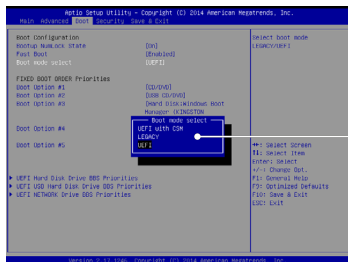 Aptio Setup Utility – Copyright (C) 2014 American Megatrends, Inc.
Main Advanced Boot Security Save & Exit
Boot Configuration
Bootup NumLock State [On]
Fast Boot [Enabled]
Boot mode select [UEFI]
FIXED BOOT ORDER Priorities
Boot Option #1 [CD/DVD]
Boot Option #2 [USB CD/DVD]
Boot Option #3 [Hard Disk:Windows Boot
Manager (KINGSTON
Boot Option #4
Boot Option #5
Boot mode select
UEFI with CSM
LEGACY
UEFI
UEFI Hard Disk Drive BBS Priorities
UEFI USB Hard Disk Drive BBS Priorities
UEFI NETWORK Drive BBS Priorities
Select boot mode
LEGACY/UEFI
→←: Select Screen
↑↓: Select Item
Enter: Select
+/-: Change Opt.
F1: General Help
F9: Optimized Defaults
F10: Save & Exit
ESC: Exit
Version 2.17.1246. Copyright (C) 2014 American Megatrends, Inc.